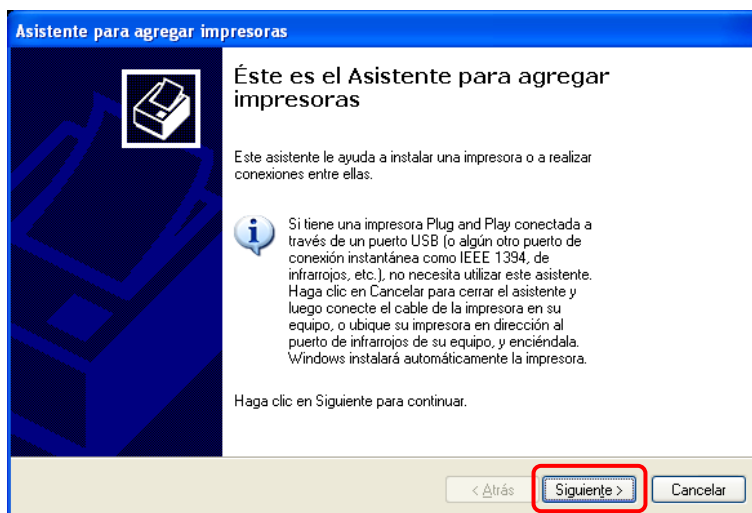 Asistente para agregar impresoras
Éste es el Asistente para agregar
impresoras
Este asistente le ayuda a instalar una impresora o a realizar
conexiones entre ellas.
Si tiene una impresora Plug and Play conectada a
través de un puerto USB (o algún otro puerto de
conexión instantánea como IEEE 1394, de
infrarrojos, etc.), no necesita utilizar este asistente.
Haga clic en Cancelar para cerrar el asistente y
luego conecte el cable de la impresora en su
equipo, o ubique su impresora en dirección al
puerto de infrarrojos de su equipo, y enciéndala.
Windows instalará automáticamente la impresora.
Haga clic en Siguiente para continuar.
< Atrás Siguiente > Cancelar